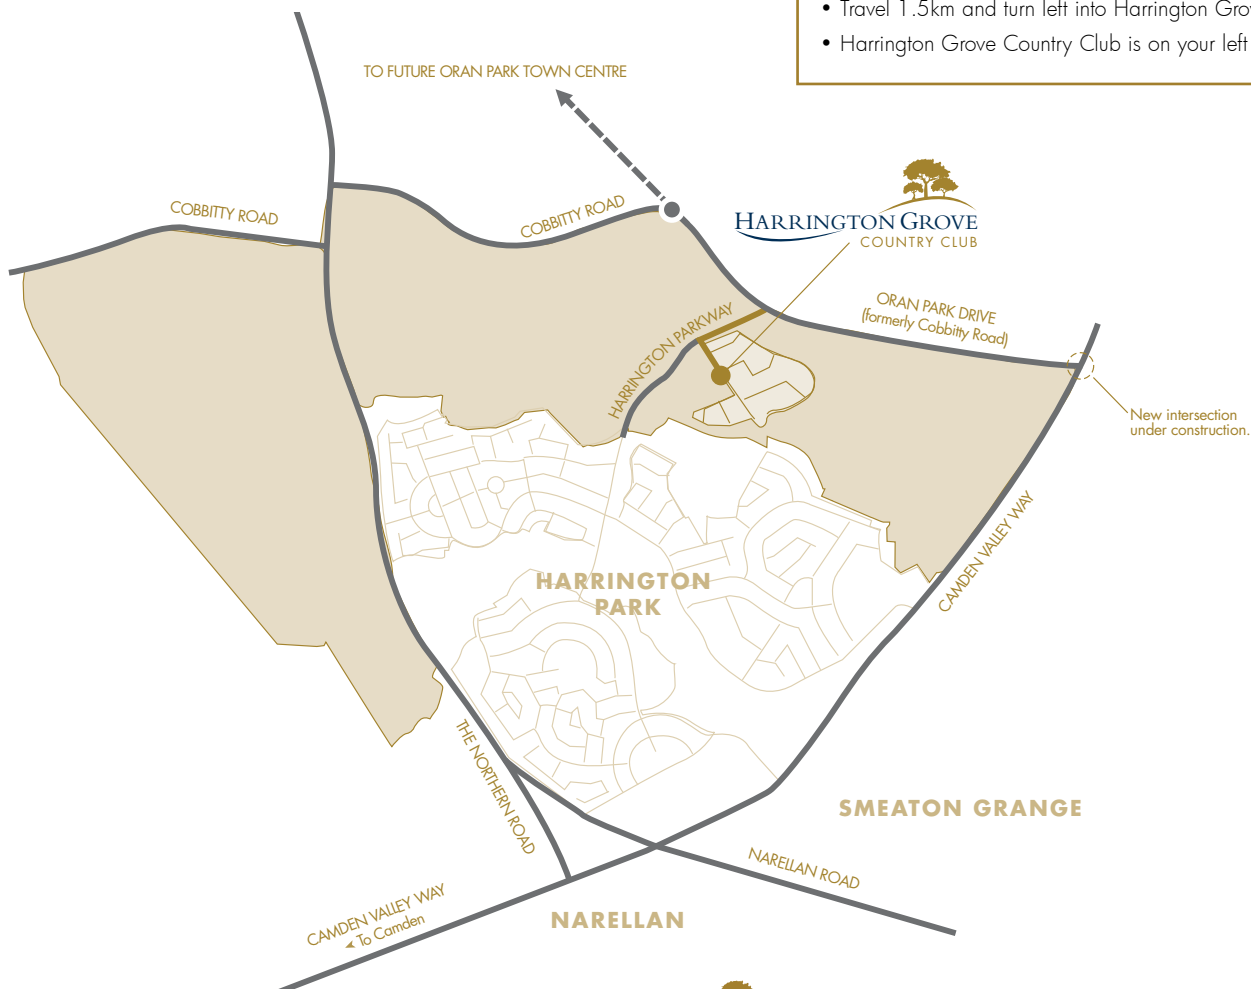 • Travel 1.5km and turn left into Harrington
• Harrington Grove Country Club is on your left
TO FUTURE ORAN PARK TOWN CENTRE
COBBITTY ROAD
COBBITTY ROAD
HARRINGTON GROVE
COUNTRY CLUB
ORAN PARK DRIVE
(formerly Cobbitty Road)
HARRINGTON PARKWAY
New intersection
under construction.
CAMDEN VALLEY WAY
HARRINGTON
PARK
THE NORTHERN ROAD
SMEATON GRANGE
NARELLAN ROAD
CAMDEN VALLEY WAY
To Camden
NARELLAN